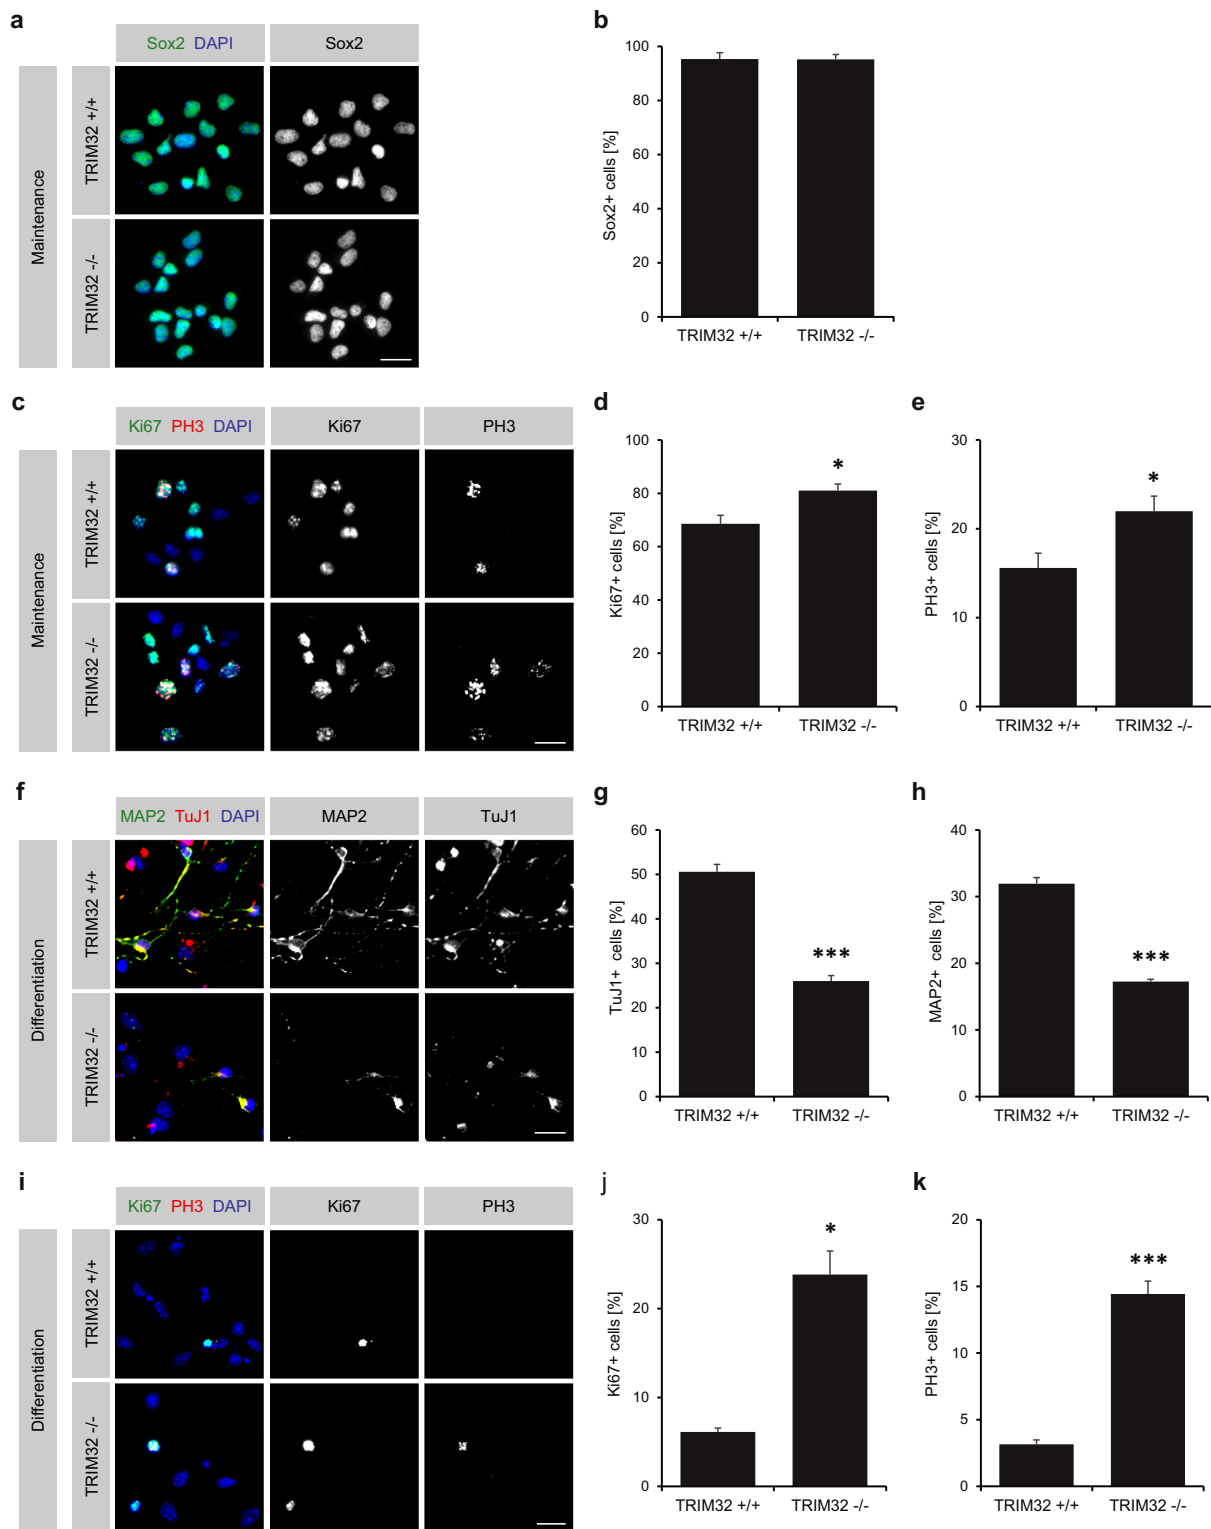 a
Sox2 DAPI
Sox2
Maintenance
TRIM32 +/+
TRIM32 -/-
b
Sox2+ cells [%]
100
80
60
40
20
0
TRIM32 +/+
TRIM32 -/-
c
Ki67 PH3 DAPI
Ki67
PH3
Maintenance
TRIM32 +/+
TRIM32 -/-
d
Ki67+ cells [%]
100
80
60
40
20
0
*
TRIM32 +/+
TRIM32 -/-
e
PH3+ cells [%]
30
20
10
0
*
TRIM32 +/+
TRIM32 -/-
f
MAP2 TuJ1 DAPI
MAP2
TuJ1
Differentiation
TRIM32 +/+
TRIM32 -/-
g
TuJ1+ cells [%]
60
50
40
30
20
10
0
***
TRIM32 +/+
TRIM32 -/-
h
MAP2+ cells [%]
40
30
20
10
0
***
TRIM32 +/+
TRIM32 -/-
i
Ki67 PH3 DAPI
Ki67
PH3
Differentiation
TRIM32 +/+
TRIM32 -/-
j
Ki67+ cells [%]
30
20
10
0
*
TRIM32 +/+
TRIM32 -/-
k
PH3+ cells [%]
20
15
10
5
0
***
TRIM32 +/+
TRIM32 -/-